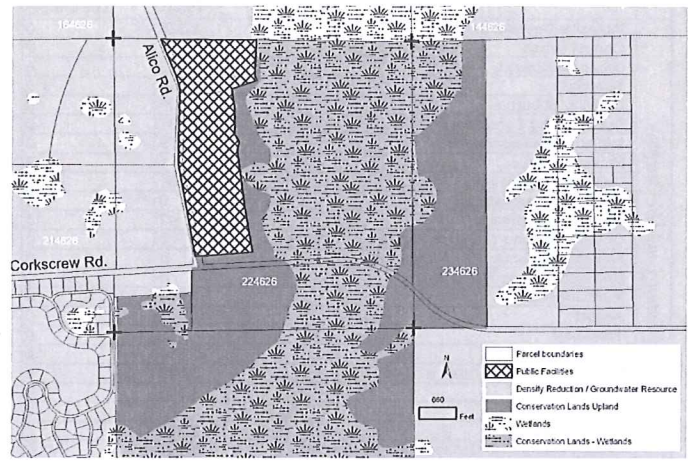 164626
144626
Alico Rd.
214626
Corkscrew Rd.
224626
234626
N
660
Feet
Parcel boundaries
Public Facilities
Density Reduction / Groundwater Resource
Conservation Lands Upland
Wetlands
Conservation Lands - Wetlands